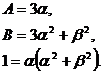 A = 3α,
B = 3α² + β²,
1 = α(α² + β²).